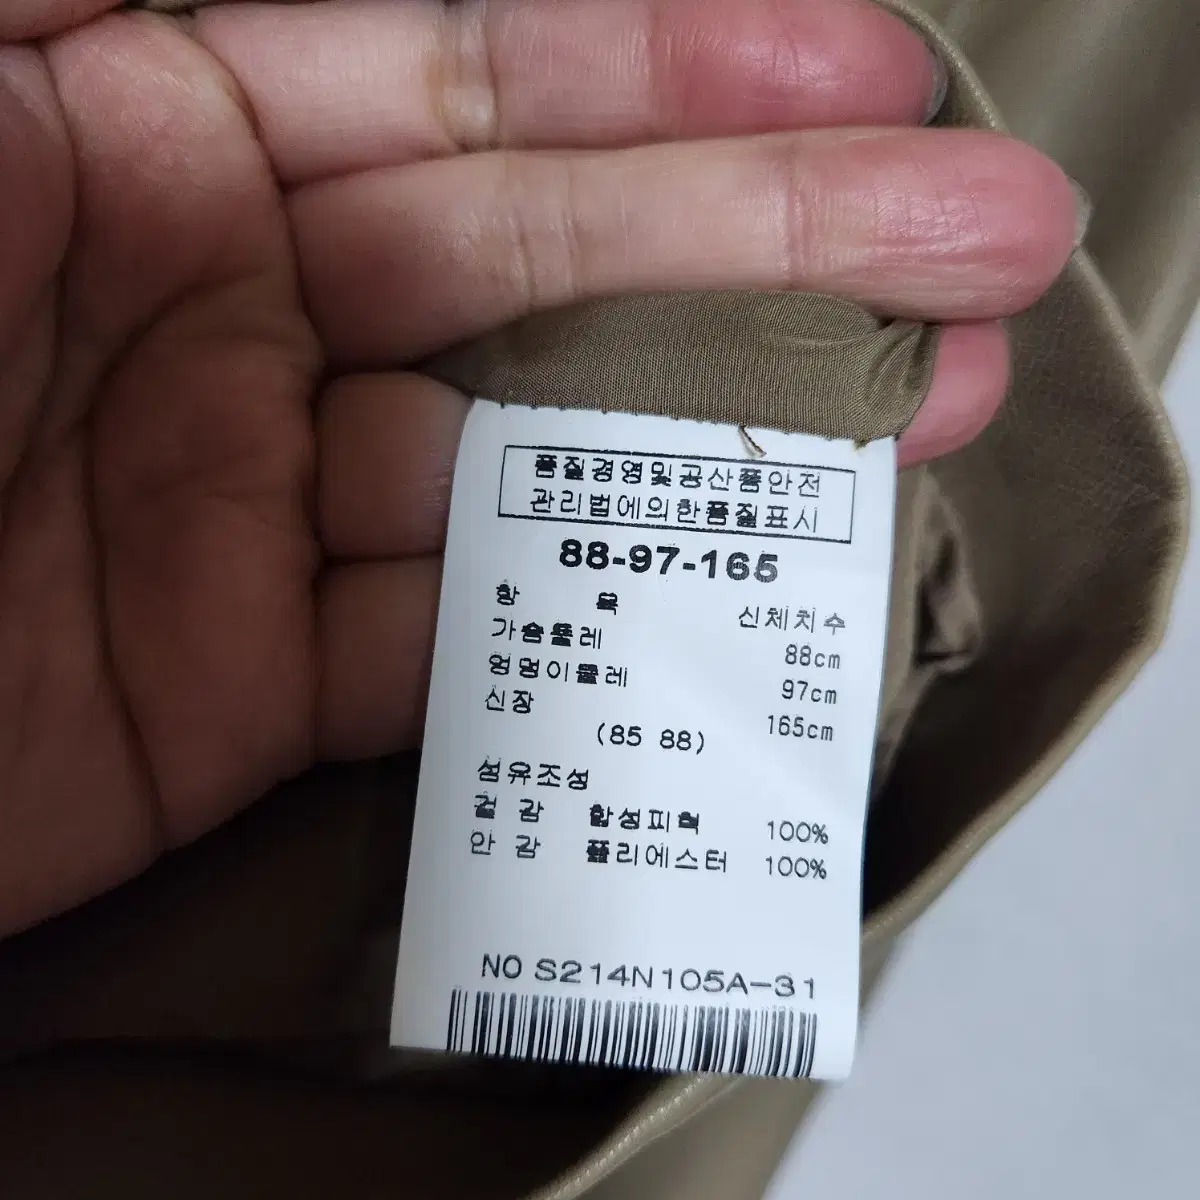 품질경영및공산품안전
관리법에의한품질표시
88-97-165
항 목 신체치수
가슴둘레 88cm
엉덩이둘레 97cm
신장 165cm
(85 88)
섬유조성
겉 감 합성피혁 100%
안 감 폴리에스터 100%
NO S214N105A-31